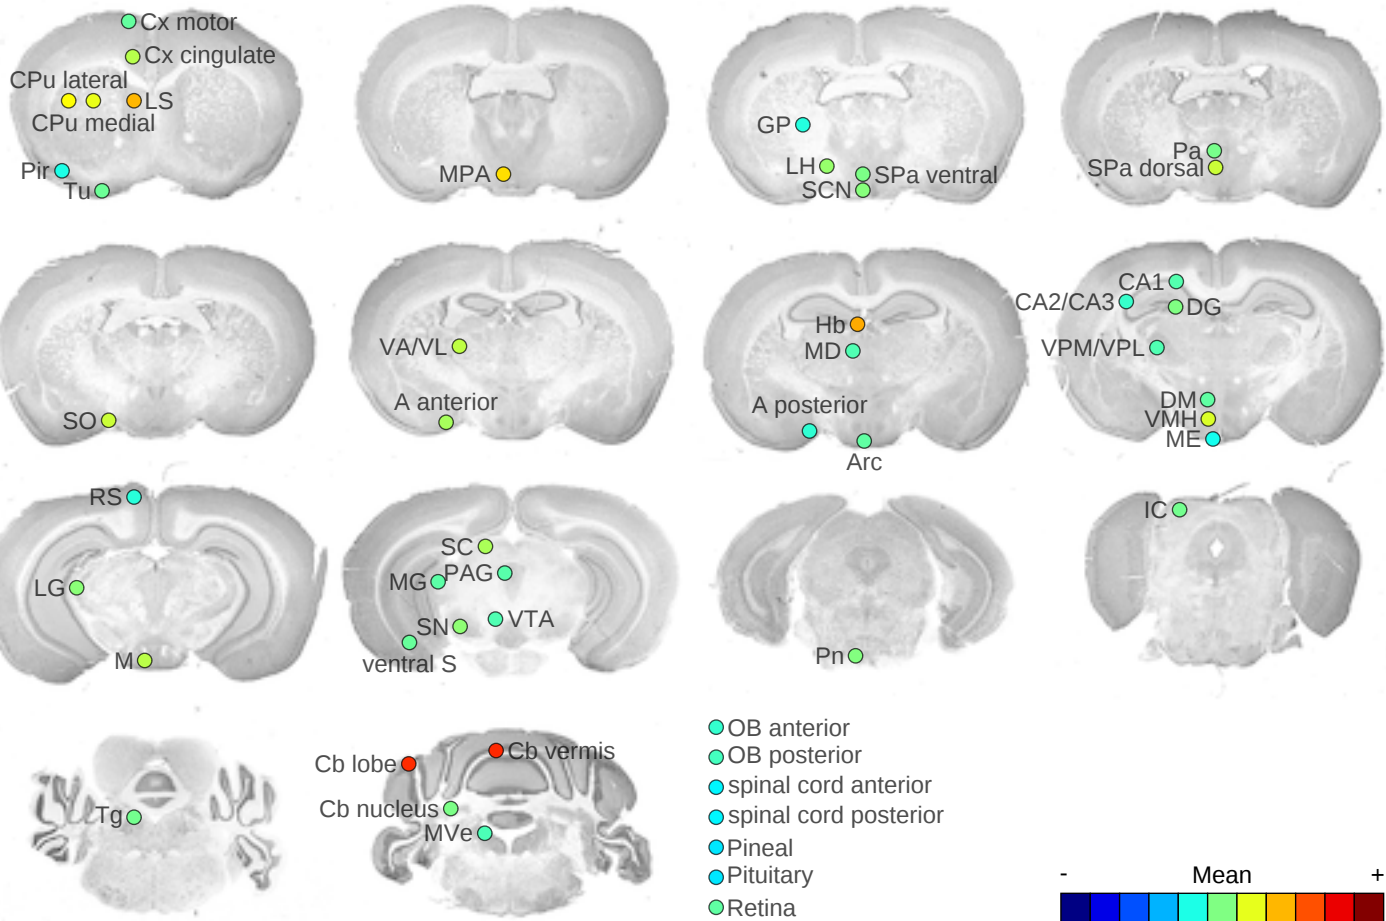 Cx motor
Cx cingulate
CPu lateral
LS
CPu medial
Pir
Tu
MPA
GP
LH
SPa ventral
SCN
Pa
SPa dorsal
SO
VA/VL
A anterior
Hb
MD
A posterior
Arc
CA1
CA2/CA3
DG
VPM/VPL
DM
VMH
ME
RS
LG
M
SC
MG
PAG
SN
VTA
ventral S
Pn
IC
Tg
Cb lobe
Cb vermis
Cb nucleus
MVe
OB anterior
OB posterior
spinal cord anterior
spinal cord posterior
Pineal
Pituitary
Retina
- Mean +